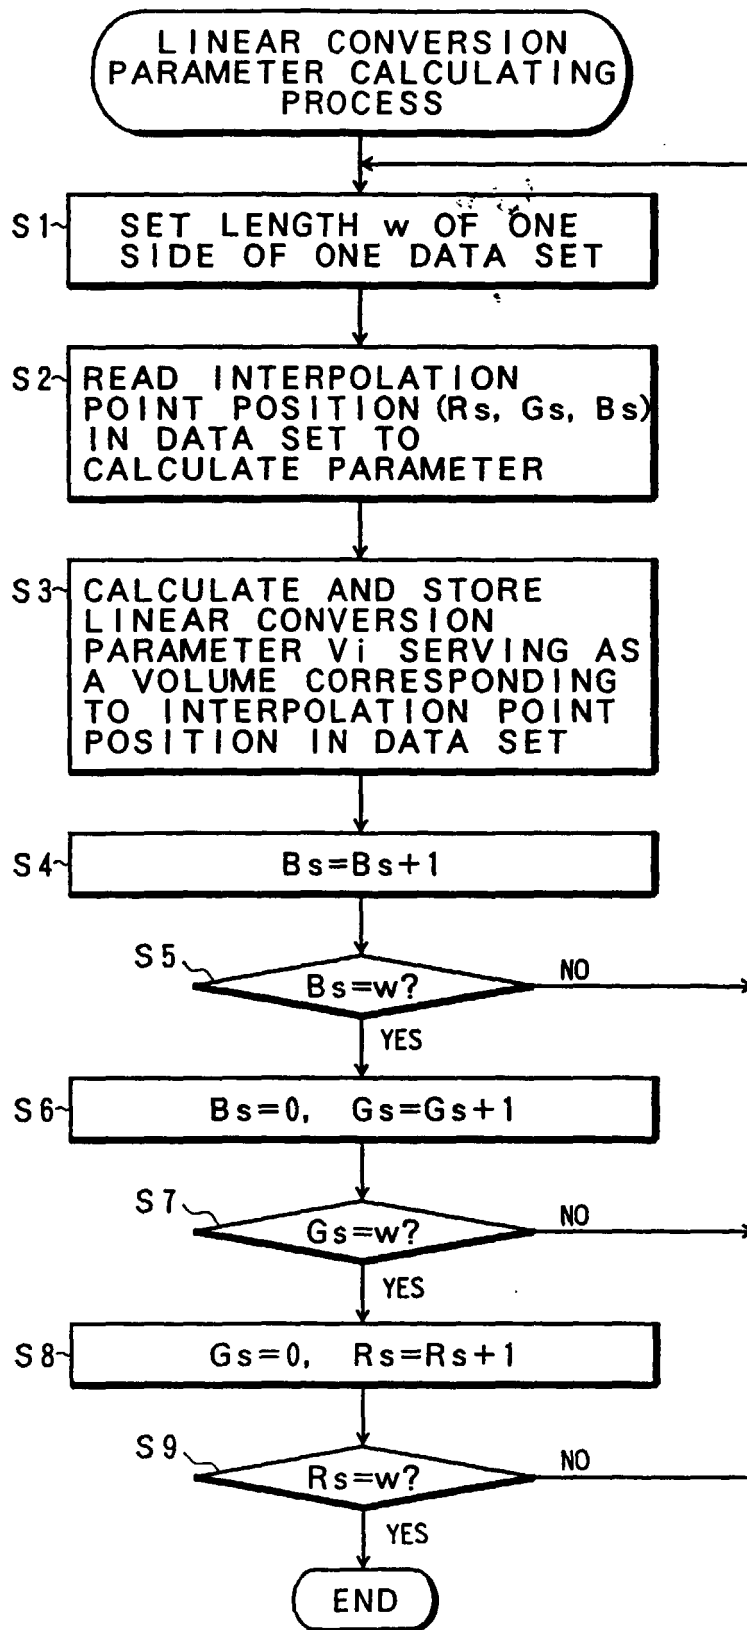 LINEAR CONVERSION
PARAMETER CALCULATING
PROCESS
S1
SET LENGTH w OF ONE
SIDE OF ONE DATA SET
S2
READ INTERPOLATION
POINT POSITION (Rs, Gs, Bs)
IN DATA SET TO
CALCULATE PARAMETER
S3
CALCULATE AND STORE
LINEAR CONVERSION
PARAMETER Vi SERVING AS
A VOLUME CORRESPONDING
TO INTERPOLATION POINT
POSITION IN DATA SET
S4
Bs=Bs+1
S5
Bs=w?
NO
YES
S6
Bs=0, Gs=Gs+1
S7
Gs=w?
NO
YES
S8
Gs=0, Rs=Rs+1
S9
Rs=w?
NO
YES
END